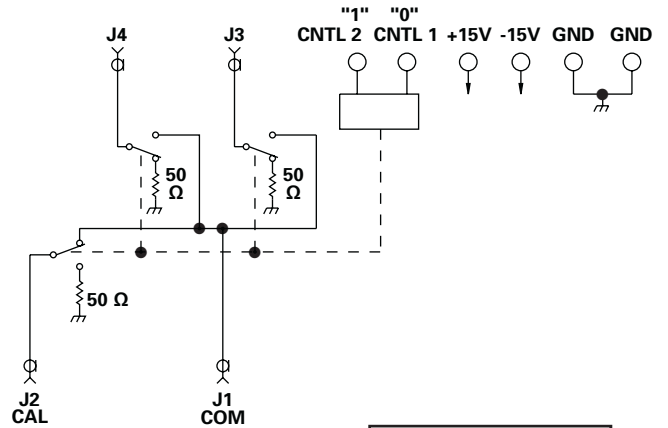 "1" "0"
J4 J3 CNTL 2 CNTL 1 +15V -15V GND GND
50
Ω
50
Ω
50 Ω
J2
CAL
J1
COM